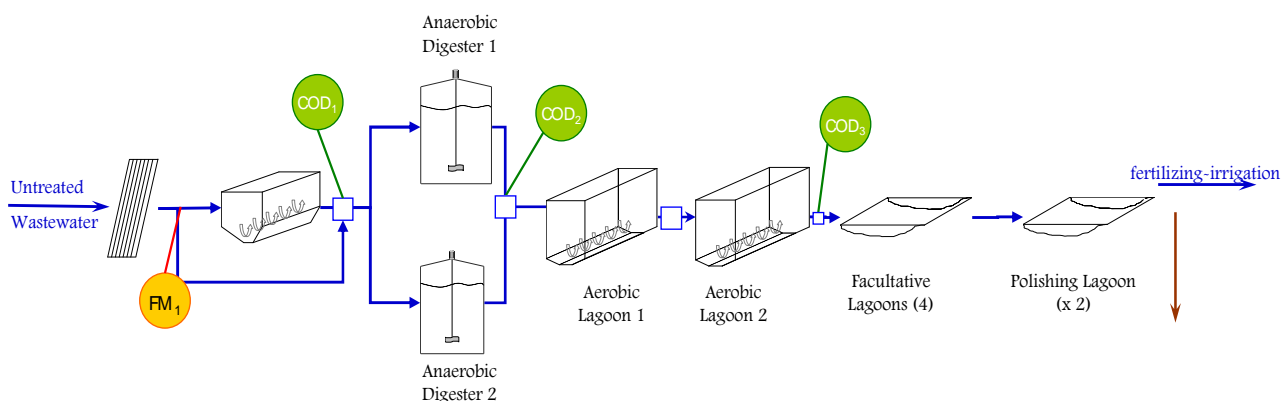 Anaerobic
Digester 1
COD1
COD2
COD3
Untreated
Wastewater
fertilizing-irrigation
FM1
Aerobic
Lagoon 1
Aerobic
Lagoon 2
Facultative
Lagoons (4)
Polishing Lagoon
(x 2)
Anaerobic
Digester 2